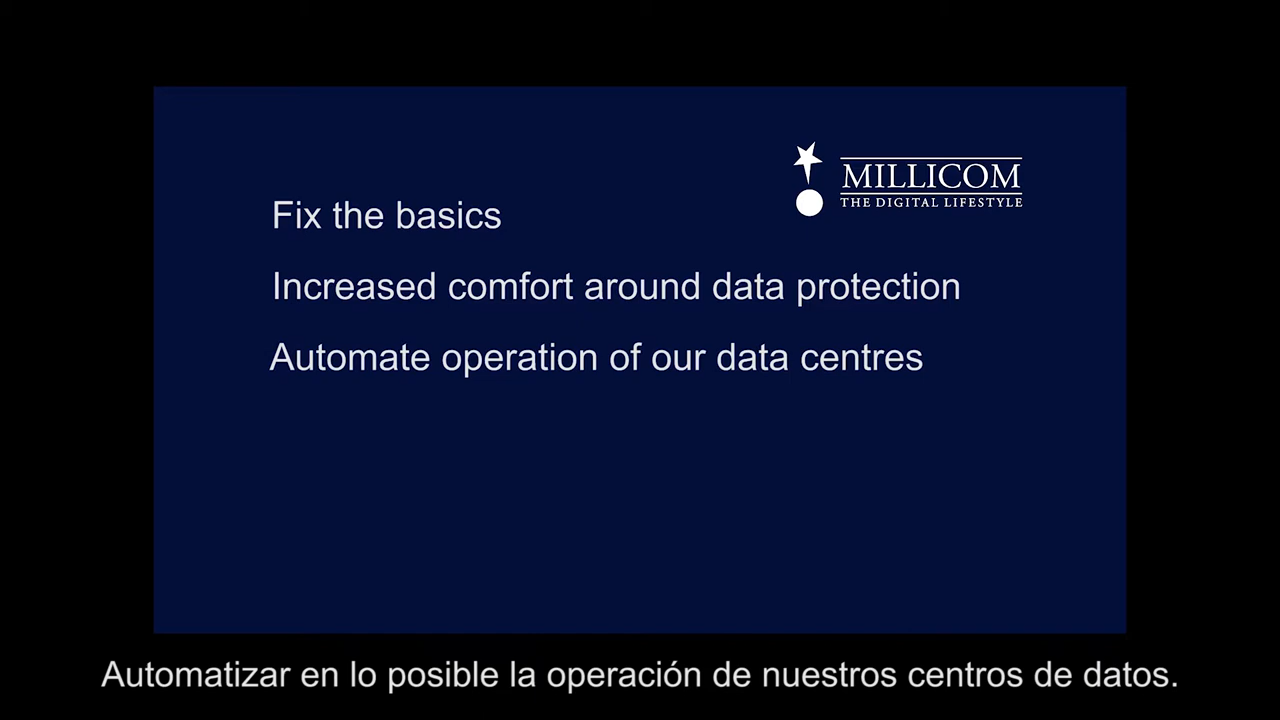 MILLICOM
THE DIGITAL LIFESTYLE
Fix the basics
Increased comfort around data protection
Automate operation of our data centres
Automatizar en lo posible la operación de nuestros centros de datos.